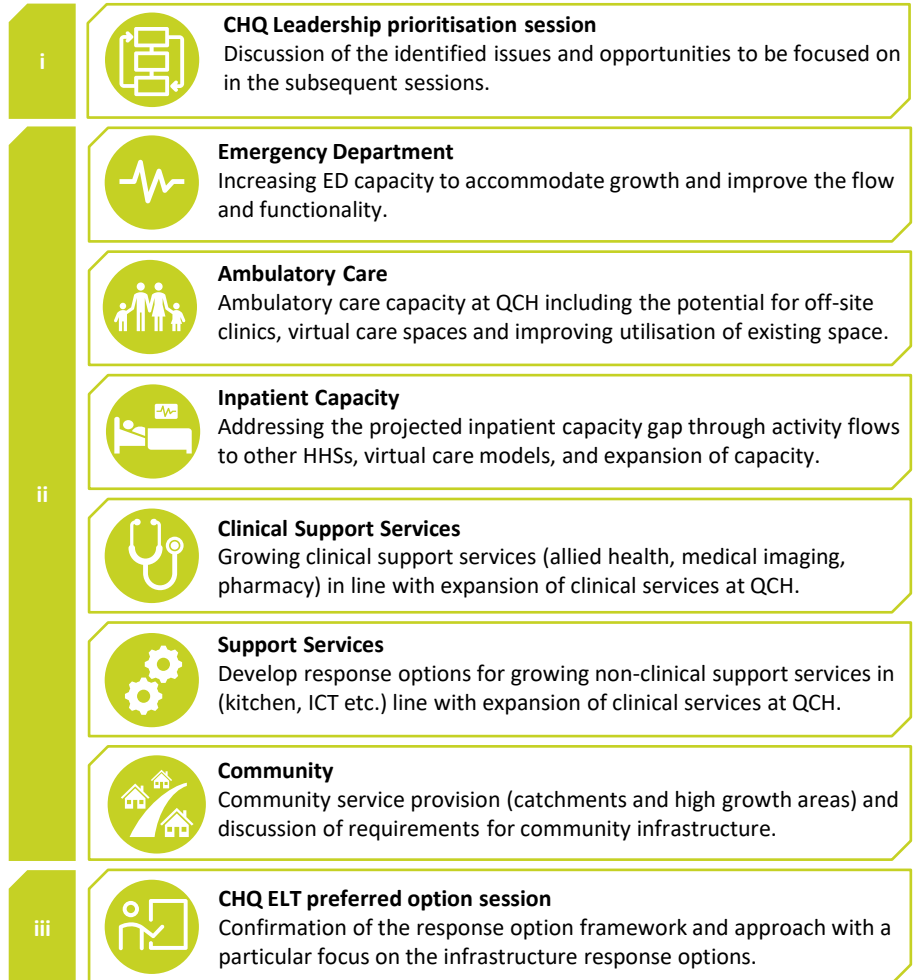 i
CHQ Leadership prioritisation session
Discussion of the identified issues and opportunities to be focused on
in the subsequent sessions.
ii
Emergency Department
Increasing ED capacity to accommodate growth and improve the flow
and functionality.
Ambulatory Care
Ambulatory care capacity at QCH including the potential for off-site
clinics, virtual care spaces and improving utilisation of existing space.
Inpatient Capacity
Addressing the projected inpatient capacity gap through activity flows
to other HHSs, virtual care models, and expansion of capacity.
Clinical Support Services
Growing clinical support services (allied health, medical imaging,
pharmacy) in line with expansion of clinical services at QCH.
Support Services
Develop response options for growing non-clinical support services in
(kitchen, ICT etc.) line with expansion of clinical services at QCH.
Community
Community service provision (catchments and high growth areas) and
discussion of requirements for community infrastructure.
iii
CHQ ELT preferred option session
Confirmation of the response option framework and approach with a
particular focus on the infrastructure response options.